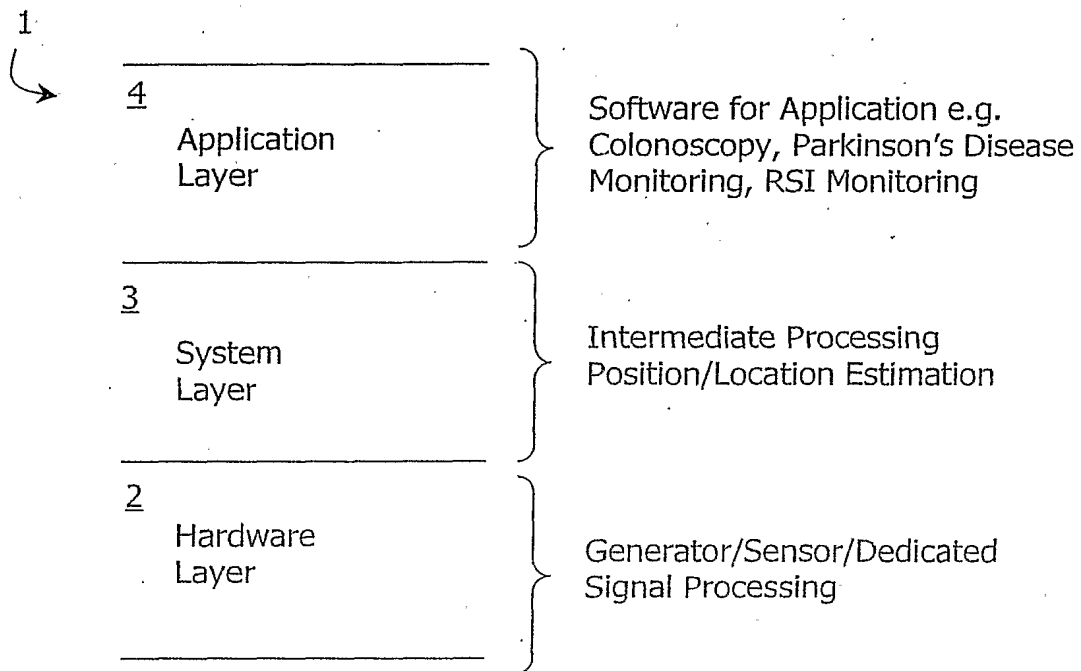 1
4
Application
Layer
Software for Application e.g.
Colonoscopy, Parkinson's Disease
Monitoring, RSI Monitoring
3
System
Layer
Intermediate Processing
Position/Location Estimation
2
Hardware
Layer
Generator/Sensor/Dedicated
Signal Processing